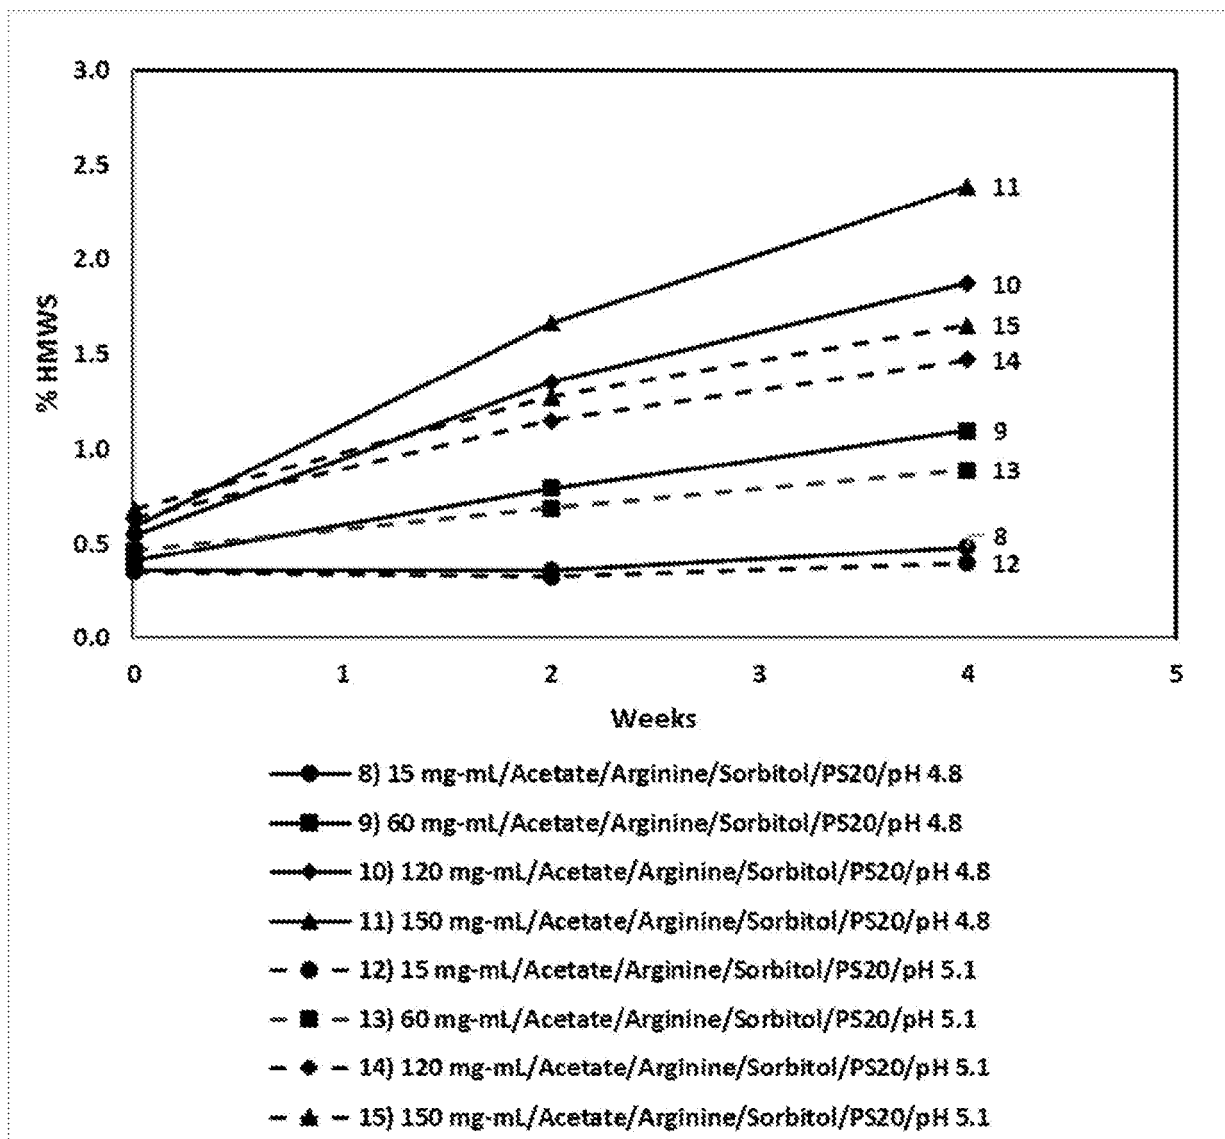 3.0
2.5
11
2.0
10
15
1.5
14
% HMWS
9
1.0
13
8
0.5
12
0.0
0 1 2 3 4 5
Weeks
8) 15 mg-mL/Acetate/Arginine/Sorbitol/PS20/pH 4.8
9) 60 mg-mL/Acetate/Arginine/Sorbitol/PS20/pH 4.8
10) 120 mg-mL/Acetate/Arginine/Sorbitol/PS20/pH 4.8
11) 150 mg-mL/Acetate/Arginine/Sorbitol/PS20/pH 4.8
12) 15 mg-mL/Acetate/Arginine/Sorbitol/PS20/pH 5.1
13) 60 mg-mL/Acetate/Arginine/Sorbitol/PS20/pH 5.1
14) 120 mg-mL/Acetate/Arginine/Sorbitol/PS20/pH 5.1
15) 150 mg-mL/Acetate/Arginine/Sorbitol/PS20/pH 5.1